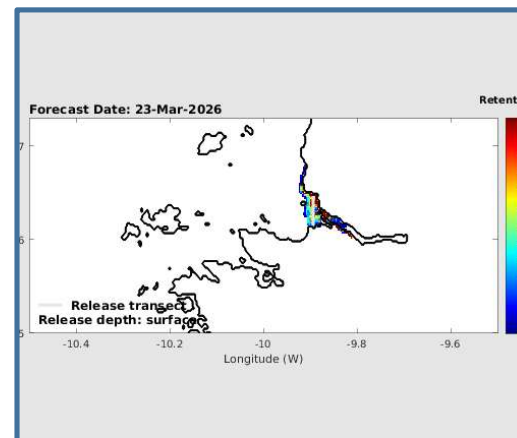 Retent
Forecast Date: 23-Mar-2026
7
6
5
Release transect
Release depth: surface
-10.4 -10.2 -10 -9.8 -9.6
Longitude (W)